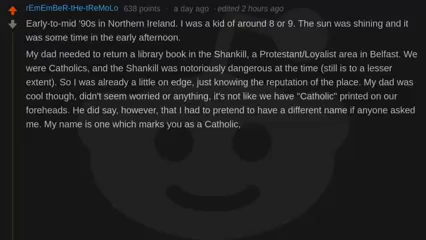 rEmEmBeR-tHe-tReMoLo 638 points · a day ago · edited 2 hours ago
Early-to-mid '90s in Northern Ireland. I was a kid of around 8 or 9. The sun was shining and it
was some time in the early afternoon.
My dad needed to return a library book in the Shankill, a Protestant/Loyalist area in Belfast. We
were Catholics, and the Shankill was notoriously dangerous at the time (still is to a lesser
extent). So I was already a little on edge, just knowing the reputation of the place. My dad was
cool though, didn't seem worried or anything, it's not like we have "Catholic" printed on our
foreheads. He did say, however, that I had to pretend to have a different name if anyone asked
me. My name is one which marks you as a Catholic,